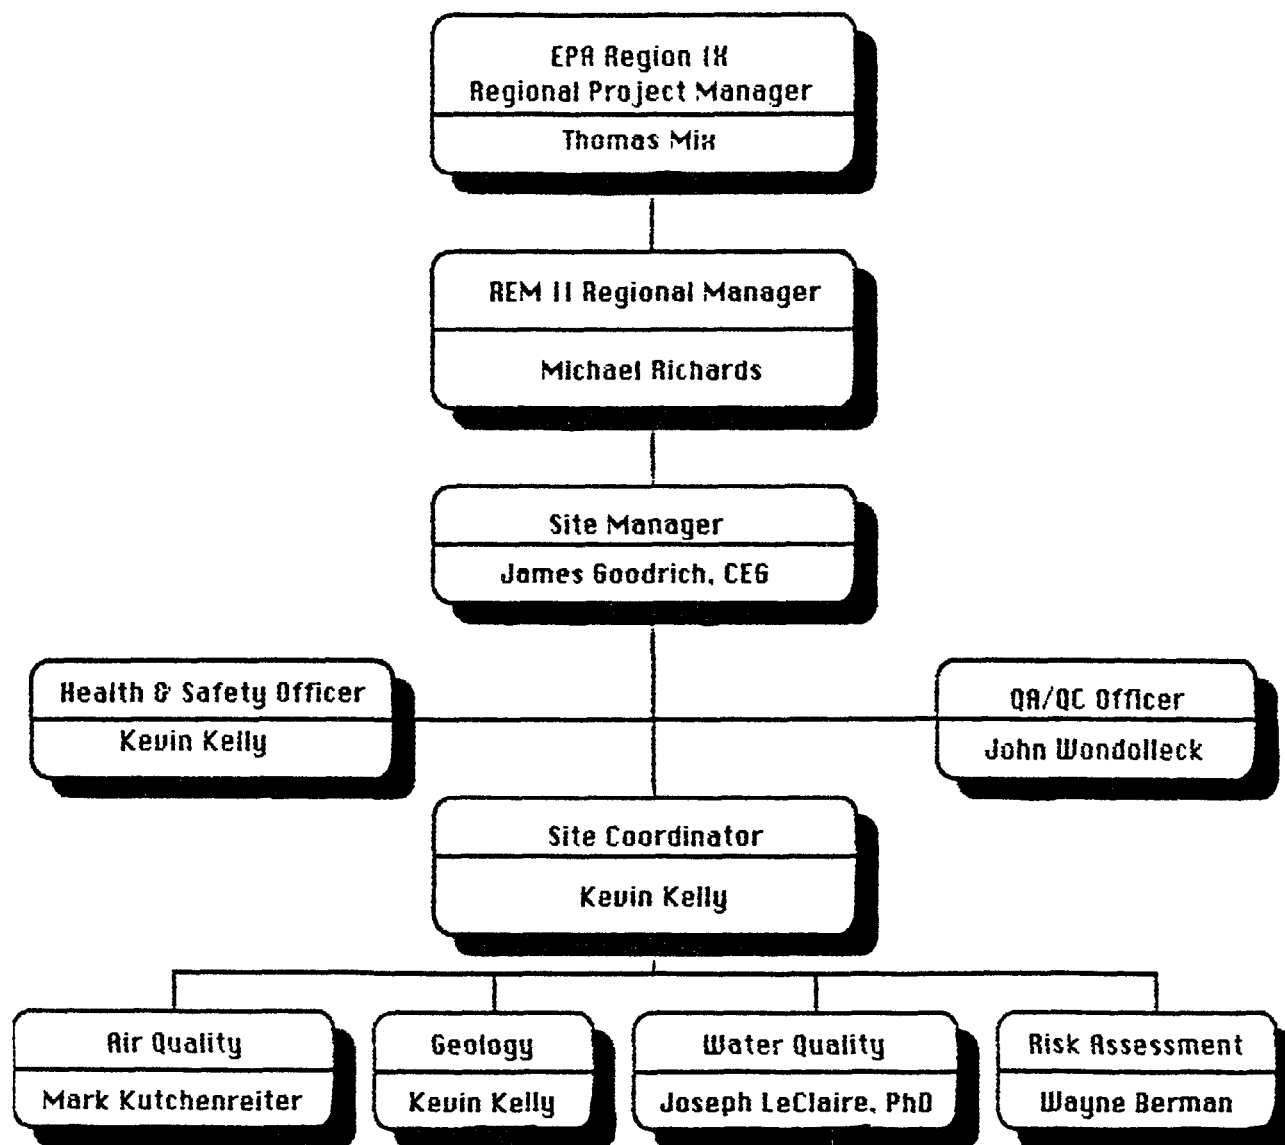 EPA Region IX
Regional Project Manager
Thomas Mix
REM II Regional Manager
Michael Richards
Site Manager
James Goodrich, CEG
Health & Safety Officer
Kevin Kelly
QA/QC Officer
John Wondolleck
Site Coordinator
Kevin Kelly
Air Quality
Mark Kutchenreiter
Geology
Kevin Kelly
Water Quality
Joseph LeClaire, PhD
Risk Assessment
Wayne Berman